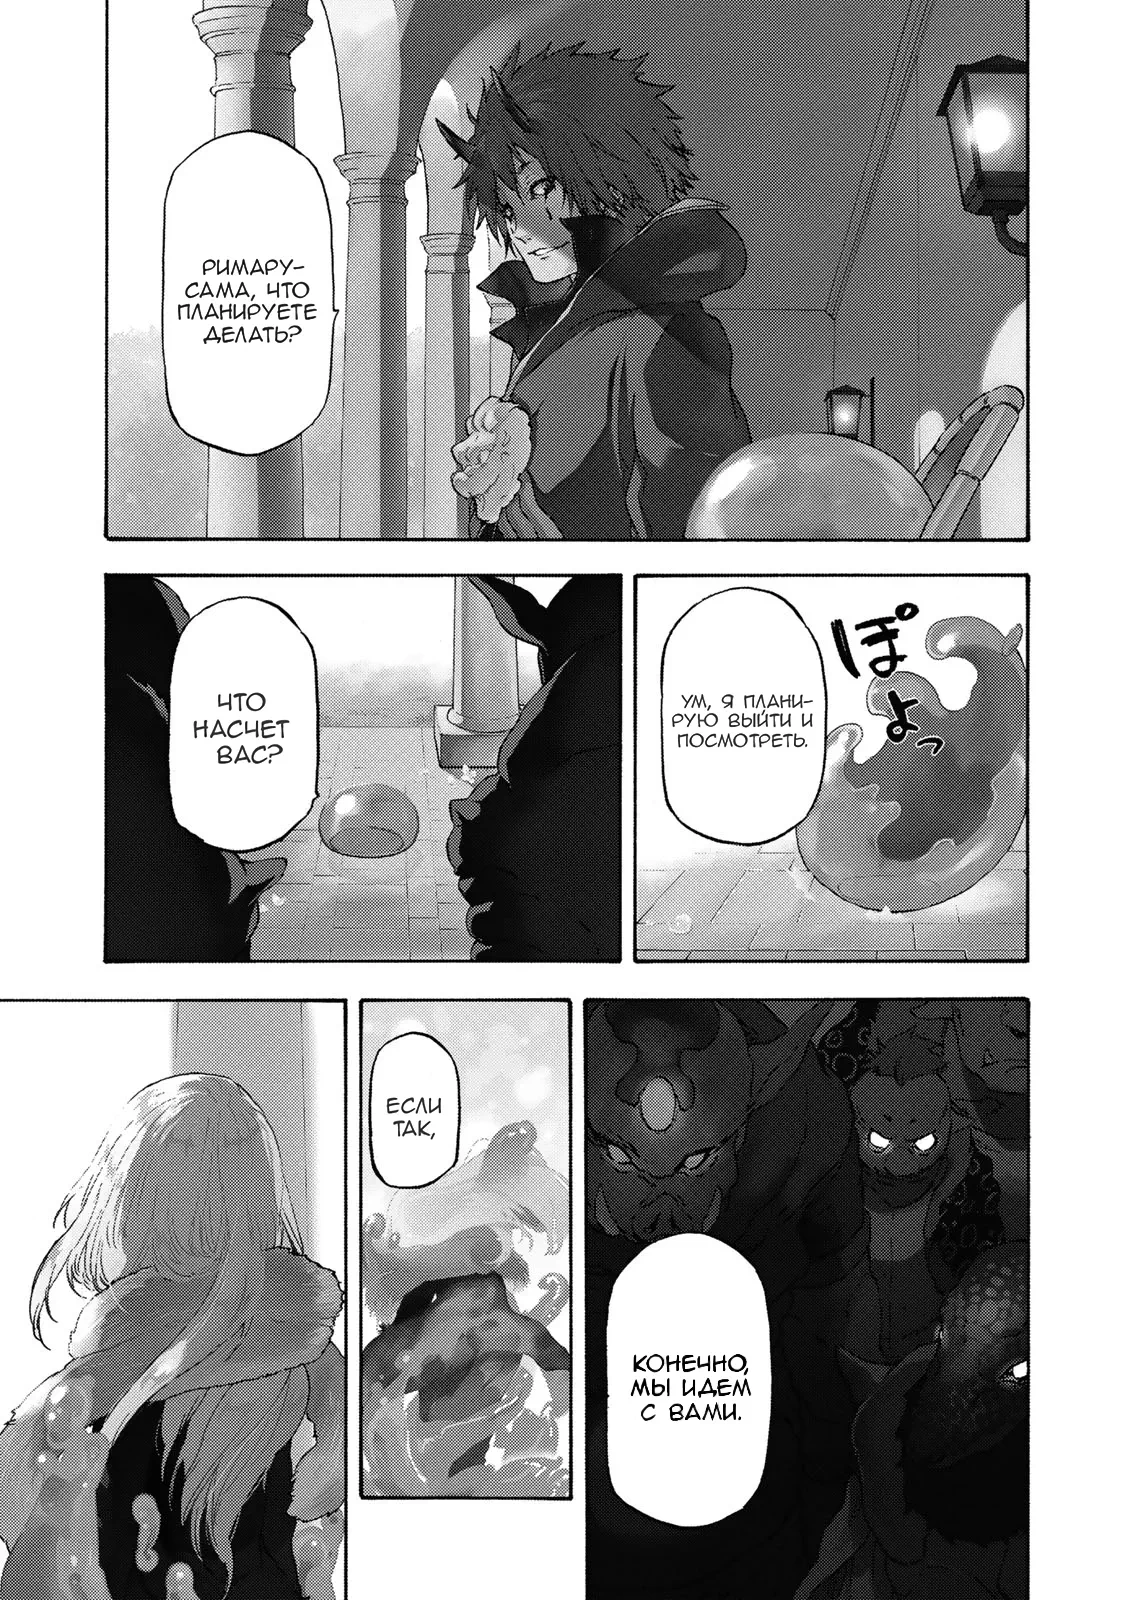 РИМАРУ-
САМА, ЧТО
ПЛАНИРУЕТЕ
ДЕЛАТЬ?
ぽよっ
УМ, Я ПЛАНИ-
РУЮ ВЫЙТИ И
ПОСМОТРЕТЬ.
ЧТО
НАСЧЕТ
ВАС?
КОНЕЧНО,
МЫ ИДЕМ
С ВАМИ.
ЕСЛИ
ТАК,